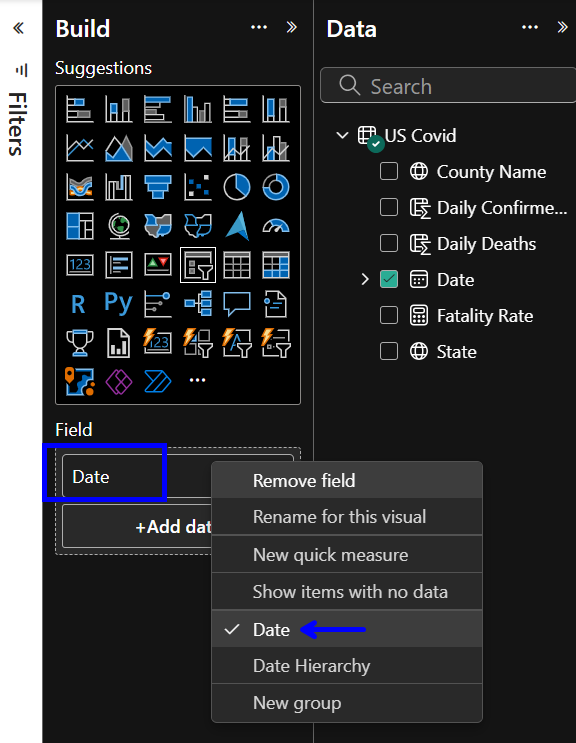 Filters
Build
Suggestions
123
R
Py
123
Field
Date
+Add dat
Remove field
Rename for this visual
New quick measure
Show items with no data
Date
Date Hierarchy
New group
Data
Search
US Covid
County Name
Daily Confirme...
Daily Deaths
Date
Fatality Rate
State